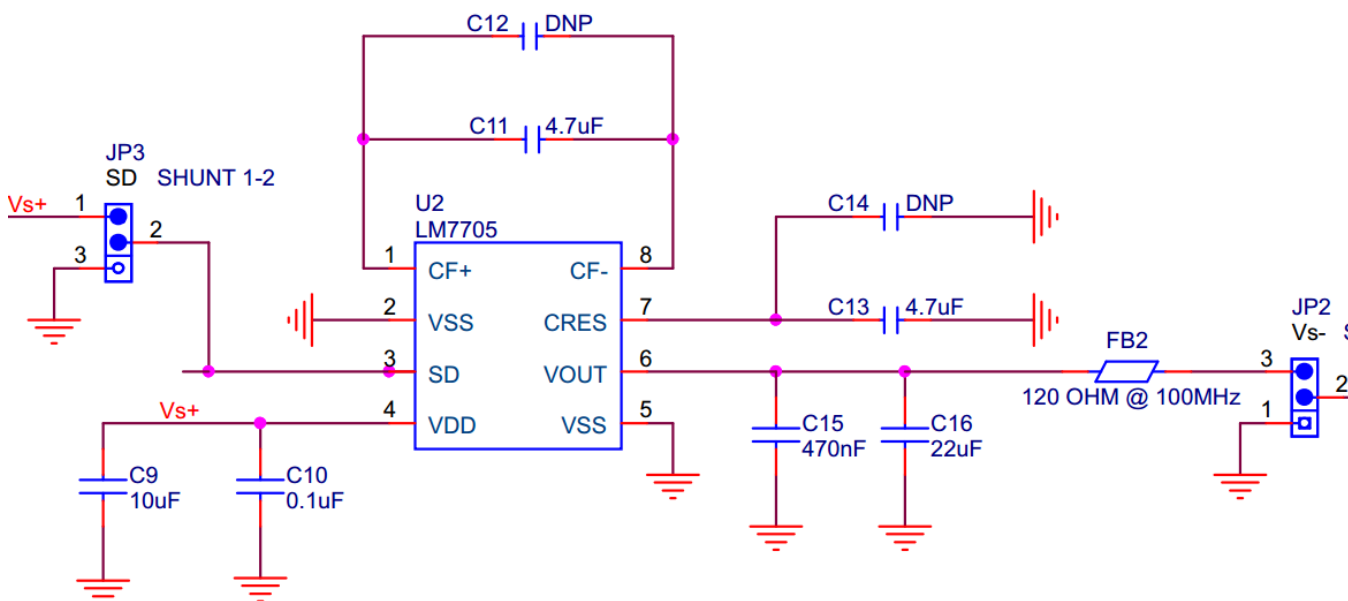 C12 DNP
C11 4.7uF
JP3
SD SHUNT 1-2
Vs+ 1
2
3
U2
LM7705
1 CF+ CF- 8
2 VSS CRES 7
3 SD VOUT 6
4 VDD VSS 5
Vs+
C9
10uF
C10
0.1uF
C14 DNP
C13 4.7uF
C15
470nF
C16
22uF
FB2
120 OHM @ 100MHz
JP2
Vs- S
3
2
1